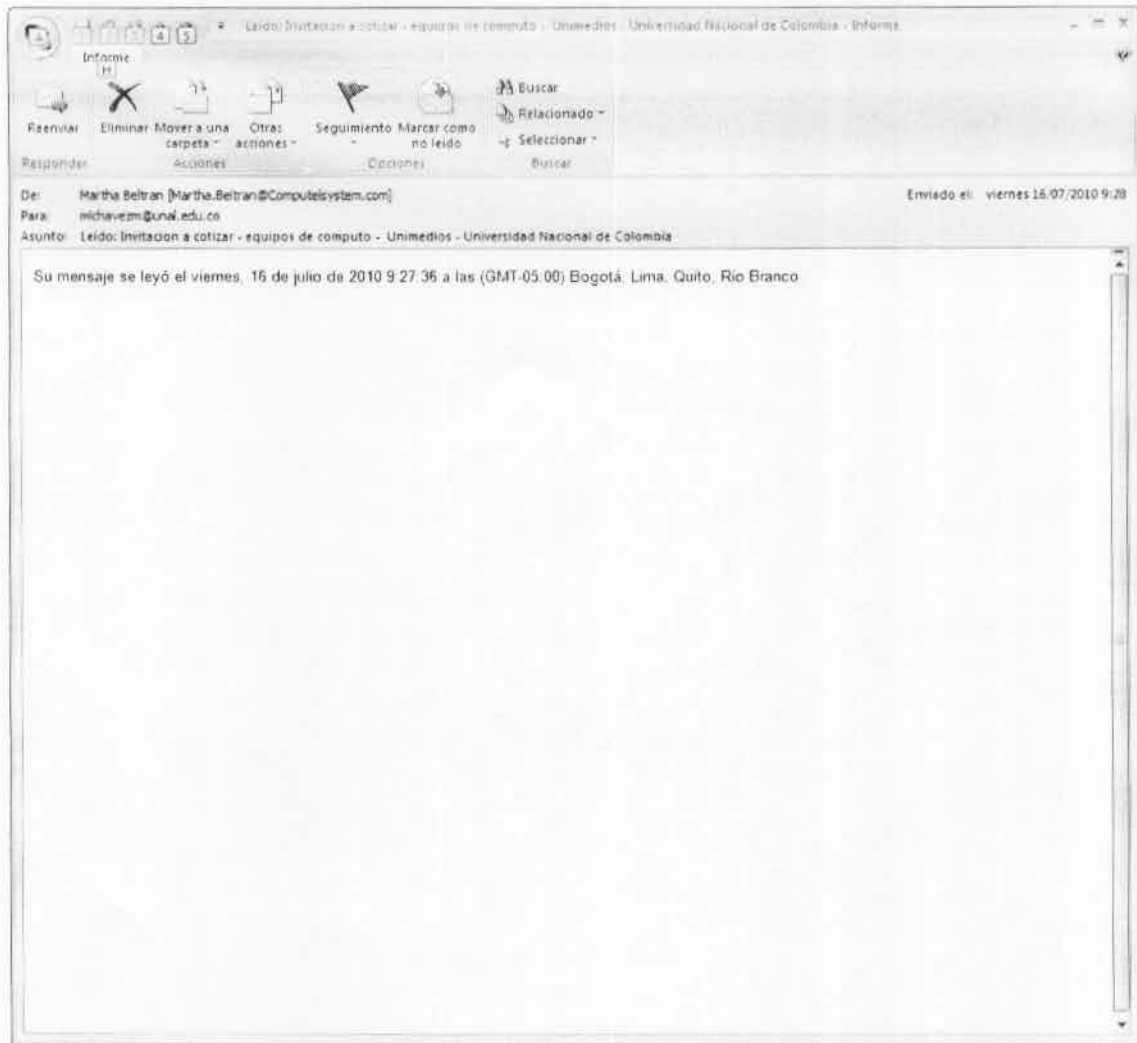 4 5 Leído: Invitacion a cotizar - equipos de computo - Unimedios - Universidad Nacional de Colombia - Informe
Informe
H
Reenviar Eliminar Mover a una carpeta Otras acciones Seguimiento Marcar como no leído
Buscar
Relacionado
Seleccionar
Responder Acciones Opciones Buscar
De: Martha Beltran [Martha.Beltran@Computelsystem.com] Enviado el: viernes 16/07/2010 9:28
Para: michavezm@unal.edu.co
Asunto: Leído: Invitacion a cotizar - equipos de computo - Unimedios - Universidad Nacional de Colombia
Su mensaje se leyó el viernes, 16 de julio de 2010 9:27:36 a las (GMT-05:00) Bogotá, Lima, Quito, Río Branco.